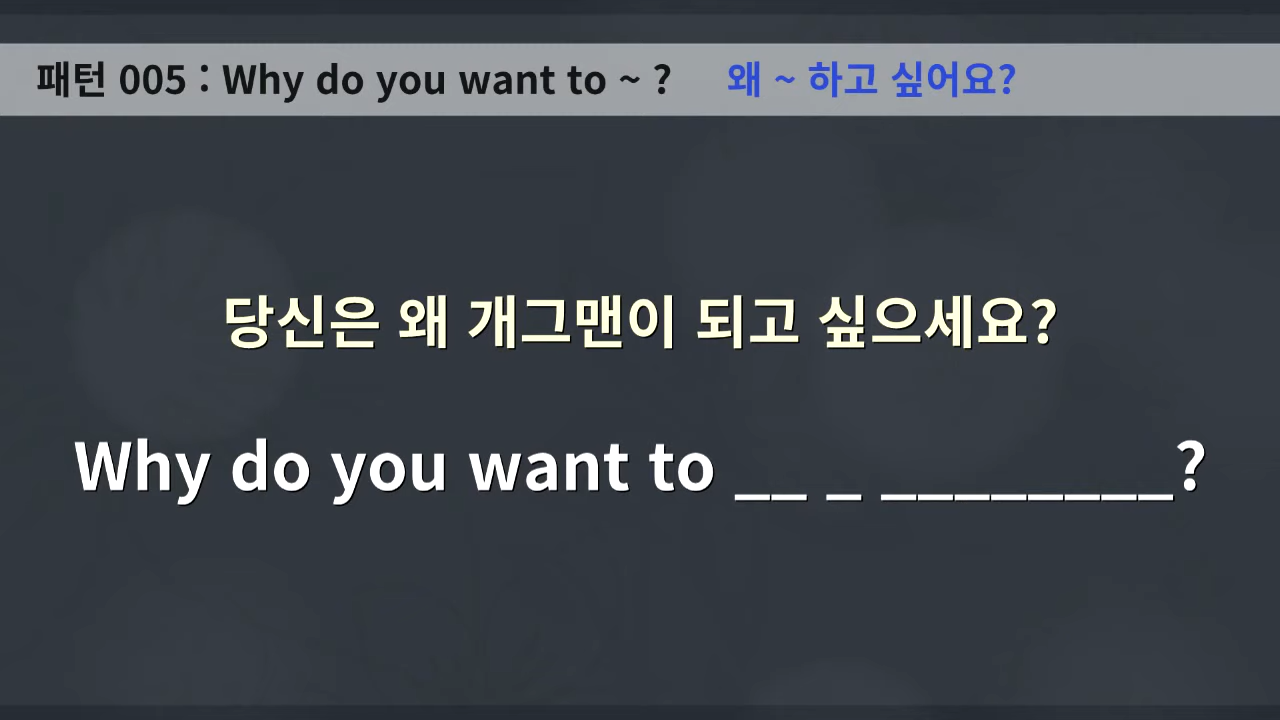 패턴 005 : Why do you want to ~ ? 왜 ~ 하고 싶어요?
당신은 왜 개그맨이 되고 싶으세요?
Why do you want to __ _ ________?